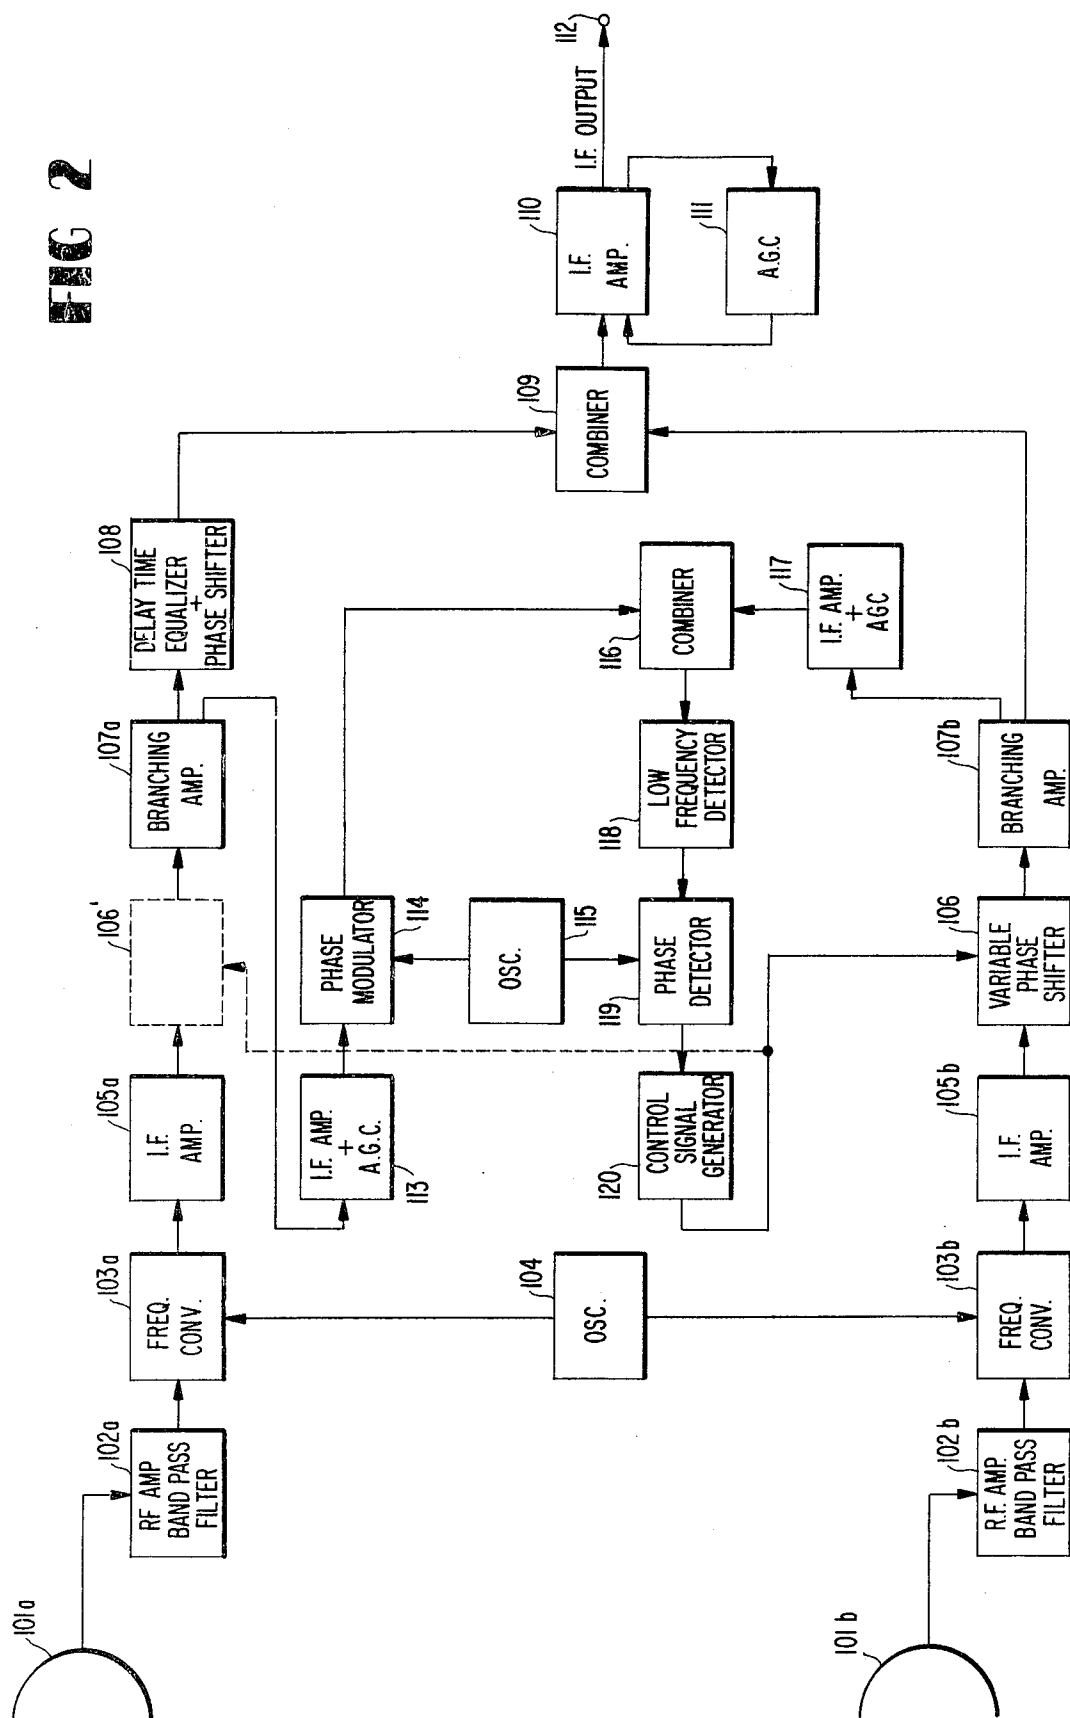 FIG 2
101a
102a
RF AMP
BAND PASS
FILTER
103a
FREQ.
CONV.
105a
I.F.
AMP.
106'
107a
BRANCHING
AMP.
108
DELAY TIME
EQUALIZER
+
PHASE SHIFTER
113
I.F. AMP.
+
A.G.C.
114
PHASE
MODULATOR
104
OSC.
115
OSC.
109
COMBINER
110
I.F.
AMP.
I.F. OUTPUT
112
111
A.G.C
120
CONTROL
SIGNAL
GENERATOR
119
PHASE
DETECTOR
118
LOW
FREQUENCY
DETECTOR
116
COMBINER
117
I.F. AMP.
+
AGC
101b
102b
R.F. AMP.
BAND PASS
FILTER
103b
FREQ.
CONV.
105b
I.F.
AMP.
106
VARIABLE
PHASE
SHIFTER
107b
BRANCHING
AMP.